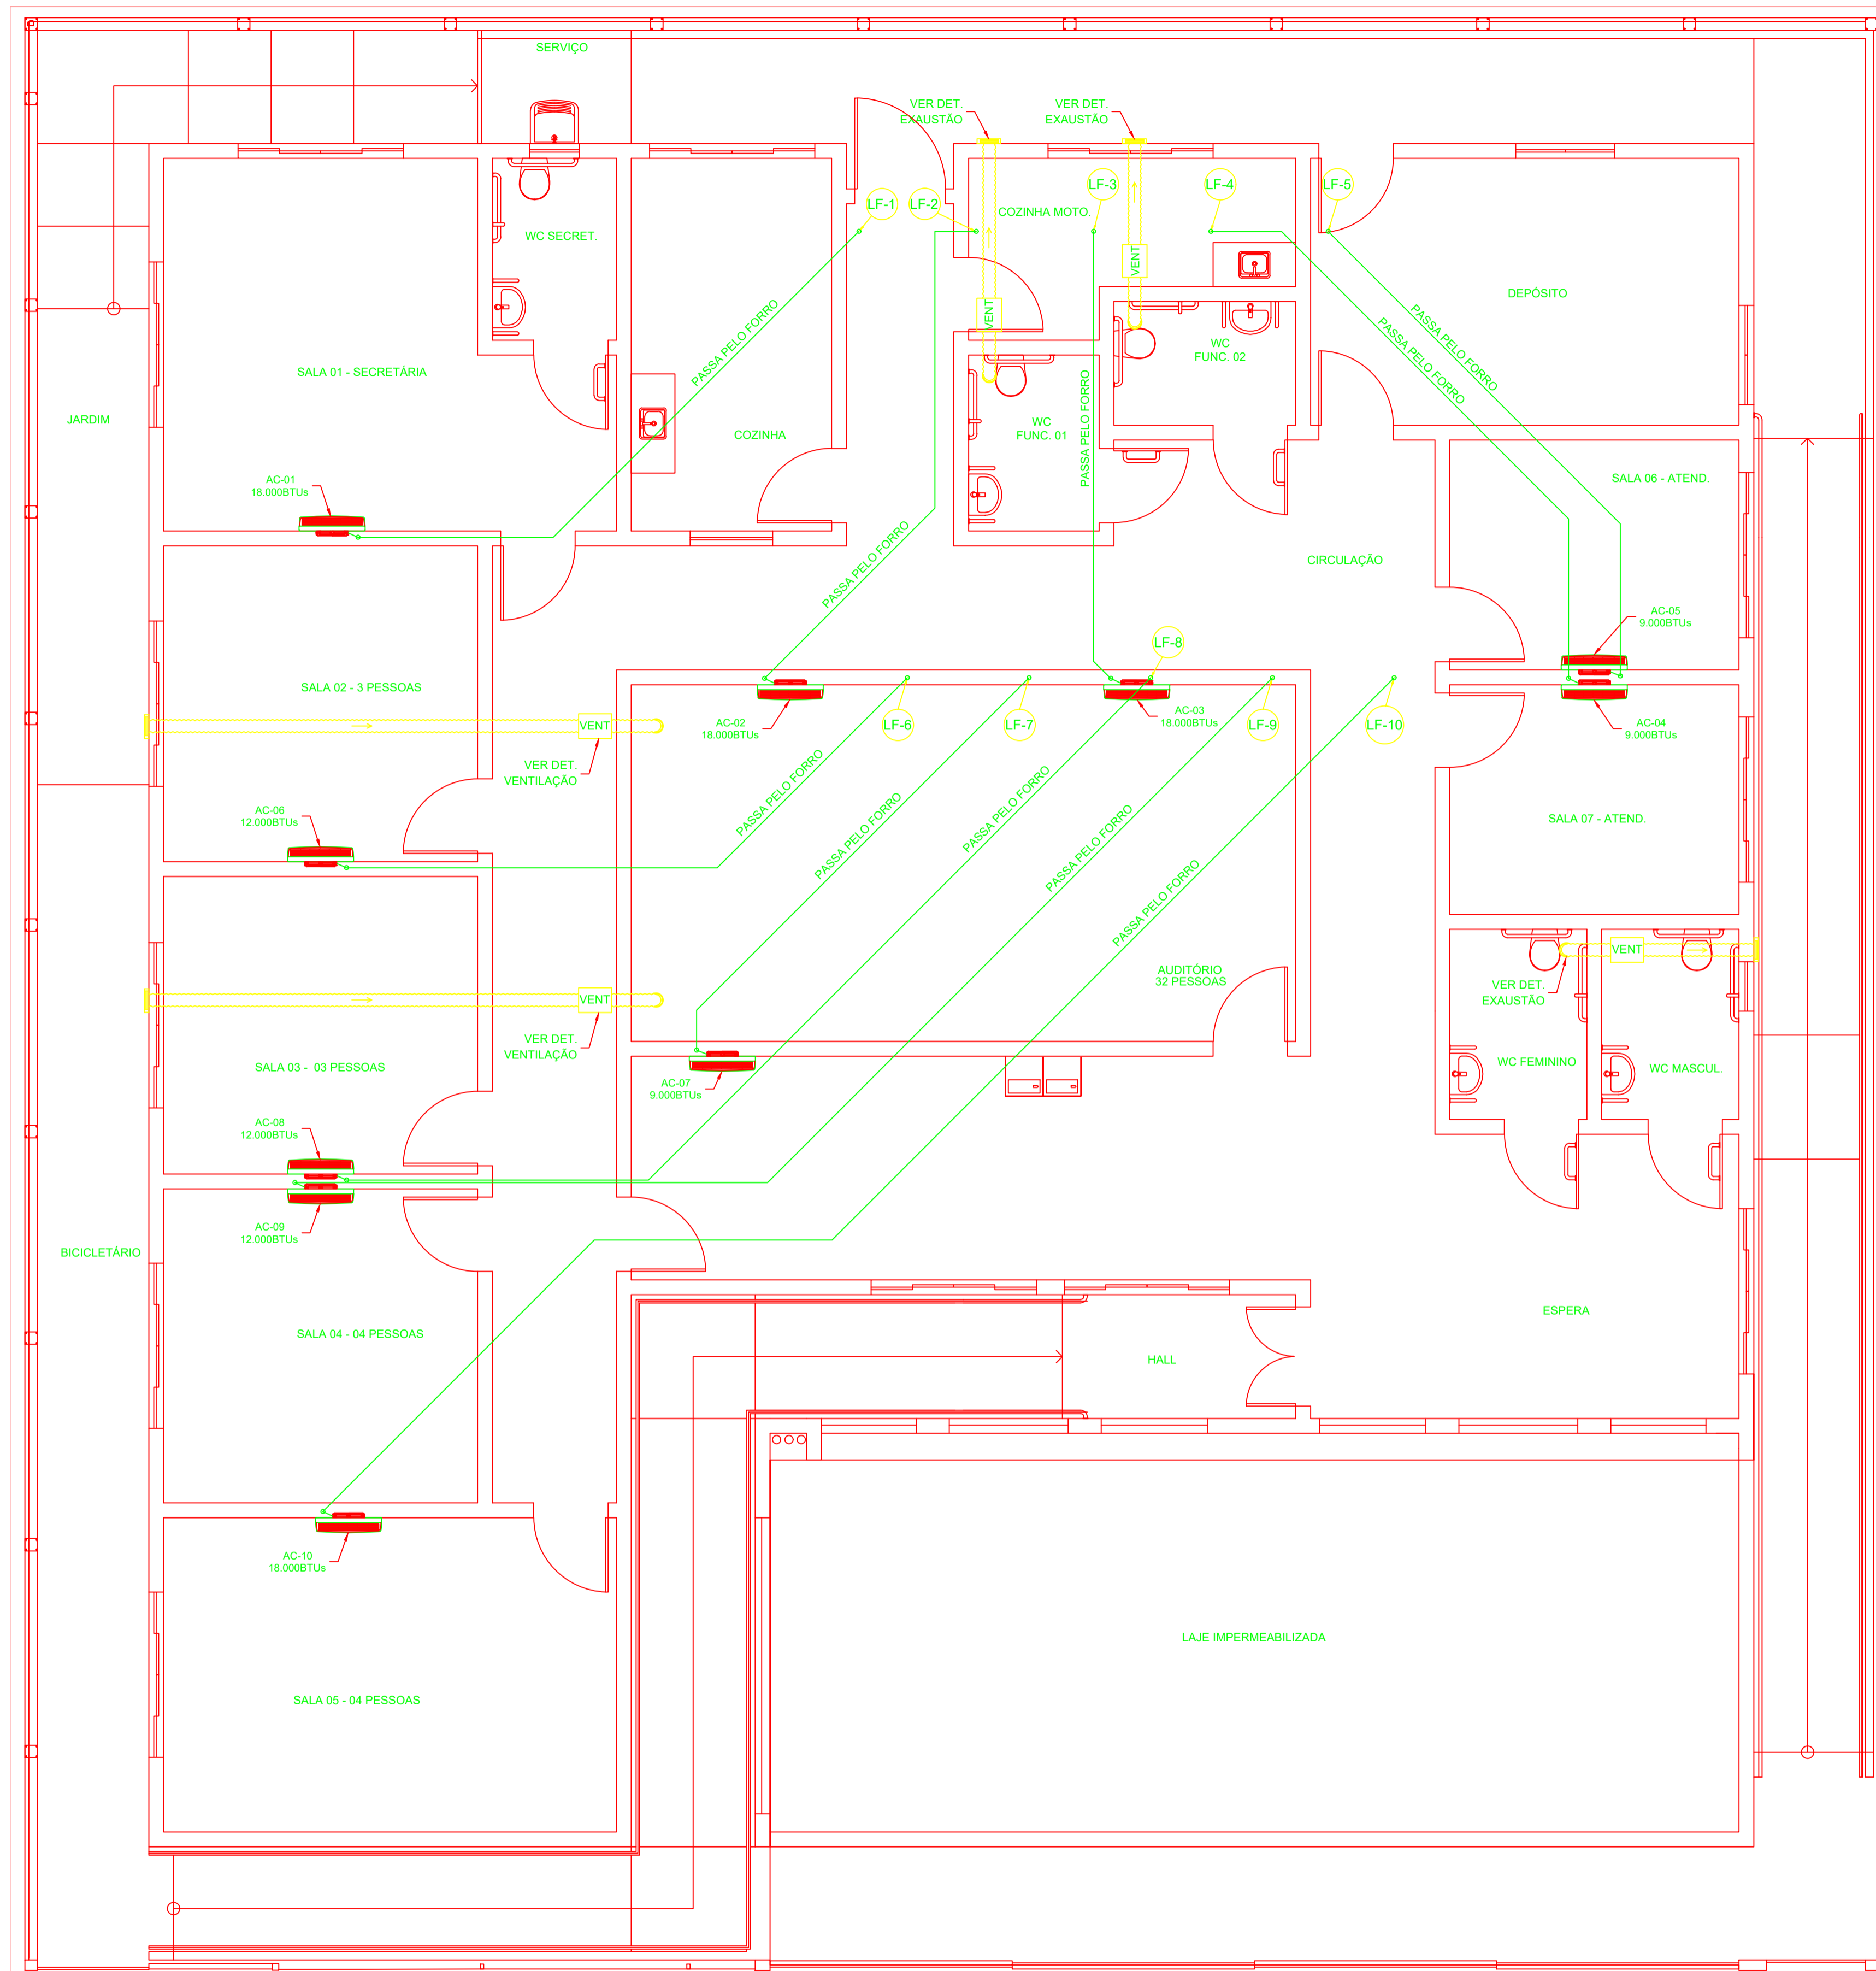 SERVIÇO
VER DET.
EXAUSTÃO
VER DET.
EXAUSTÃO
LF-1
LF-2
LF-3
LF-4
LF-5
COZINHA MOTO.
WC SECRET.
VENT
VENT
DEPÓSITO
PASSA PELO FORRO
PASSA PELO FORRO
PASSA PELO FORRO
PASSA PELO FORRO
WC
FUNC. 02
SALA 01 - SECRETÁRIA
JARDIM
COZINHA
WC
FUNC. 01
AC-01
18.000BTUs
SALA 06 - ATEND.
PASSA PELO FORRO
CIRCULAÇÃO
AC-05
9.000BTUs
LF-8
SALA 02 - 3 PESSOAS
VENT
AC-02
18.000BTUs
LF-6
LF-7
AC-03
18.000BTUs
LF-9
LF-10
AC-04
9.000BTUs
VER DET.
VENTILAÇÃO
PASSA PELO FORRO
PASSA PELO FORRO
PASSA PELO FORRO
PASSA PELO FORRO
PASSA PELO FORRO
AC-06
12.000BTUs
SALA 07 - ATEND.
VENT
AUDITÓRIO
32 PESSOAS
VER DET.
EXAUSTÃO
VENT
VER DET.
VENTILAÇÃO
SALA 03 - 03 PESSOAS
WC FEMININO
WC MASCUL.
AC-07
9.000BTUs
AC-08
12.000BTUs
AC-09
12.000BTUs
BICICLETÁRIO
ESPERA
SALA 04 - 04 PESSOAS
HALL
AC-10
18.000BTUs
LAJE IMPERMEABILIZADA
SALA 05 - 04 PESSOAS